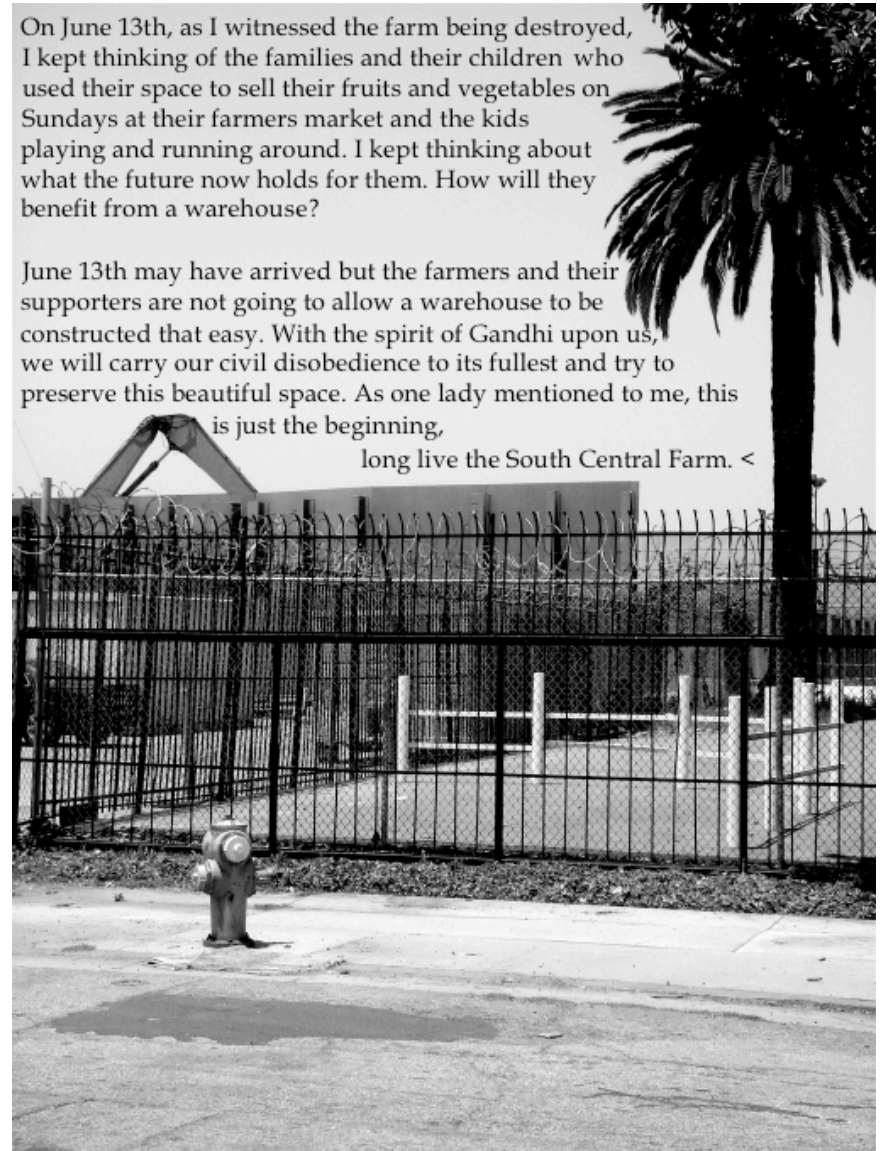 On June 13th, as I witnessed the farm being destroyed,
I kept thinking of the families and their children who
used their space to sell their fruits and vegetables on
Sundays at their farmers market and the kids
playing and running around. I kept thinking about
what the future now holds for them. How will they
benefit from a warehouse?
June 13th may have arrived but the farmers and their
supporters are not going to allow a warehouse to be
constructed that easy. With the spirit of Gandhi upon us,
we will carry our civil disobedience to its fullest and try to
preserve this beautiful space. As one lady mentioned to me, this
is just the beginning,
long live the South Central Farm. <